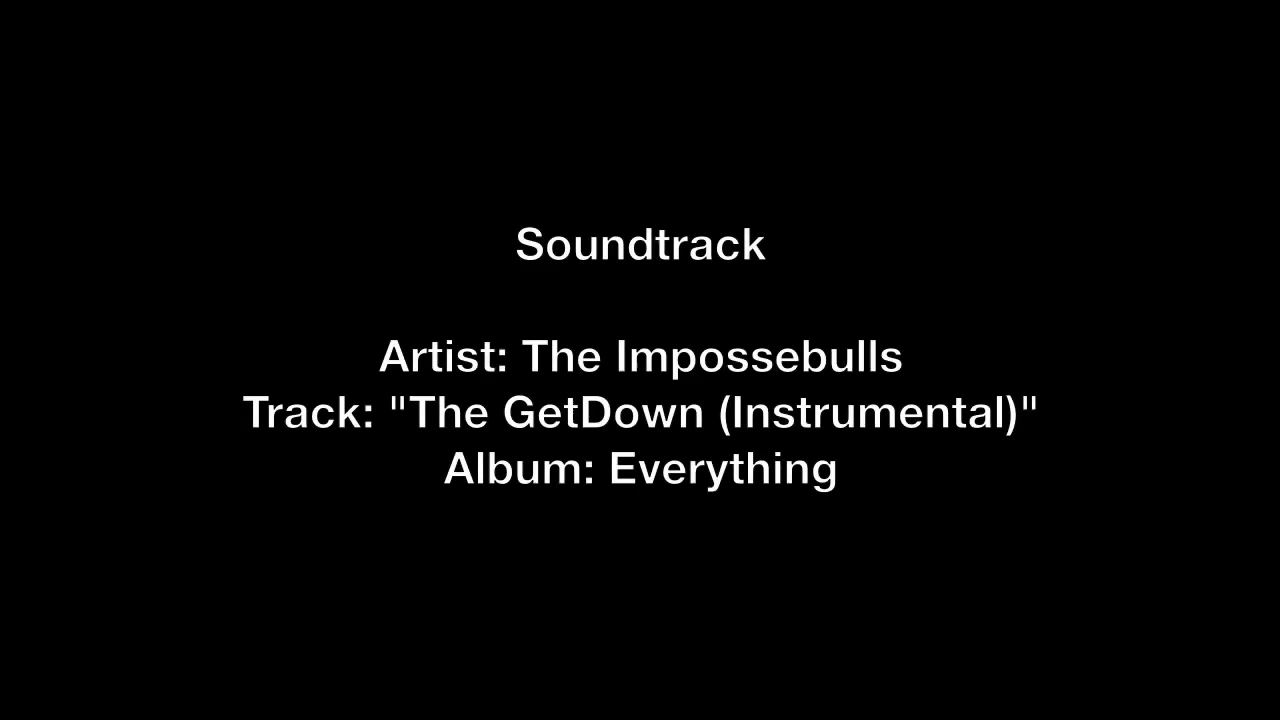 Soundtrack
Artist: The Impossebulls
Track: "The GetDown (Instrumental)"
Album: Everything